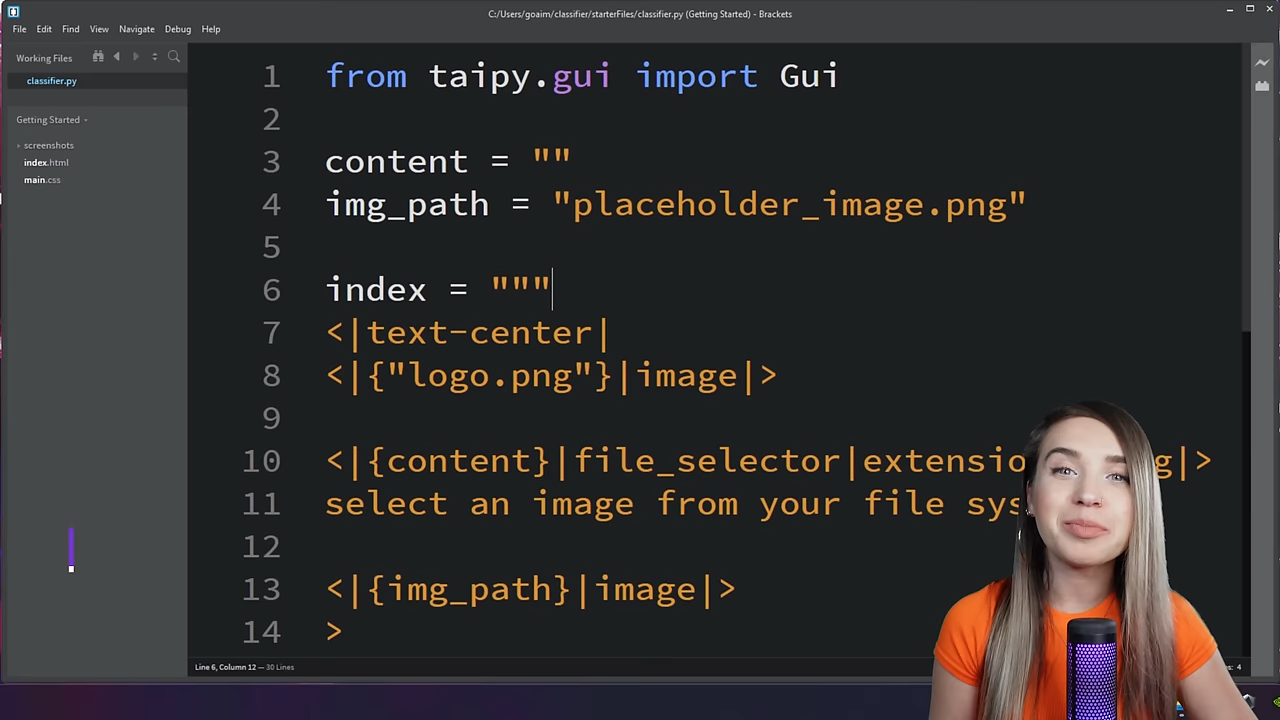 C:/Users/goaim/classifier/starterFiles/classifier.py (Getting Started) - Brackets
File Edit Find View Navigate Debug Help
Working Files
classifier.py
Getting Started
screenshots
index.html
main.css
1 from taipy.gui import Gui
2
3 content = ""
4 img_path = "placeholder_image.png"
5
6 index = """
7 <|text-center|
8 <|{"logo.png"}|image|>
9
10 <|{content}|file_selector|extensio g|>
11 select an image from your file sys
12
13 <|{img_path}|image|>
14 >
Line 6, Column 12 — 30 Lines
: 4